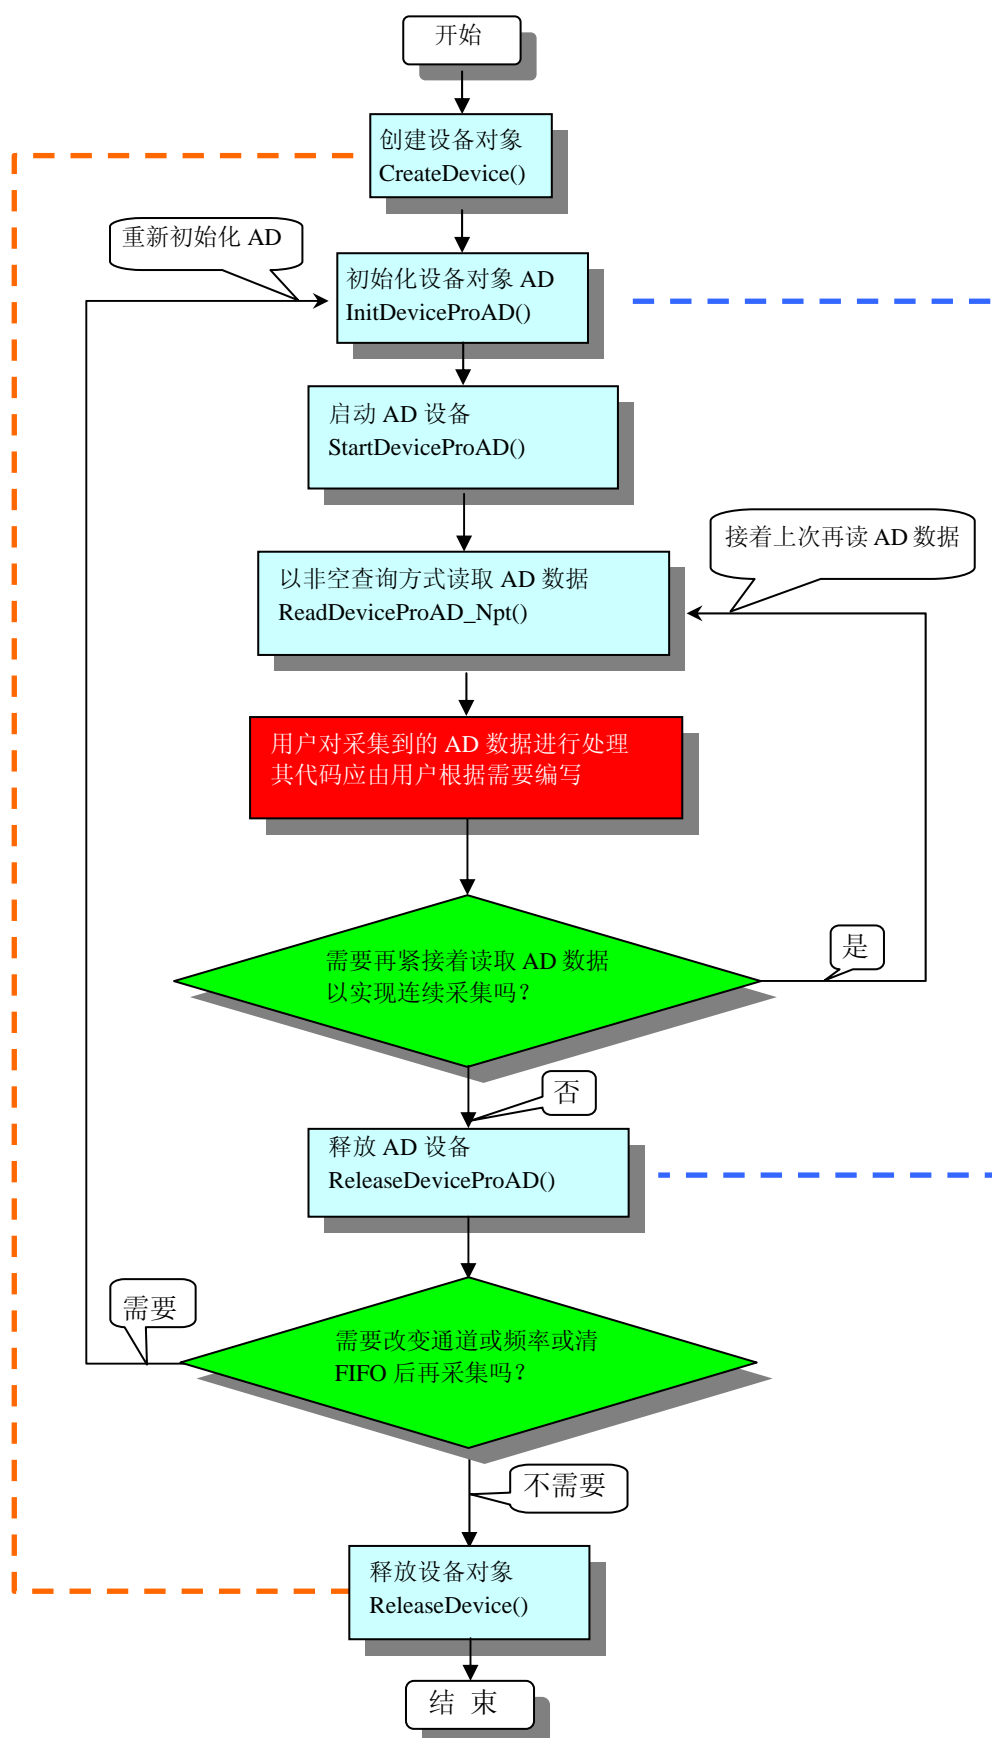 开始
创建设备对象
CreateDevice()
重新初始化 AD
初始化设备对象 AD
InitDeviceProAD()
启动 AD 设备
StartDeviceProAD()
接着上次再读 AD 数据
以非空查询方式读取 AD 数据
ReadDeviceProAD_Npt()
用户对采集到的 AD 数据进行处理
其代码应由用户根据需要编写
是
需要再紧接着读取 AD 数据
以实现连续采集吗？
否
释放 AD 设备
ReleaseDeviceProAD()
需要
需要改变通道或频率或清
FIFO 后再采集吗？
不需要
释放设备对象
ReleaseDevice()
结 束